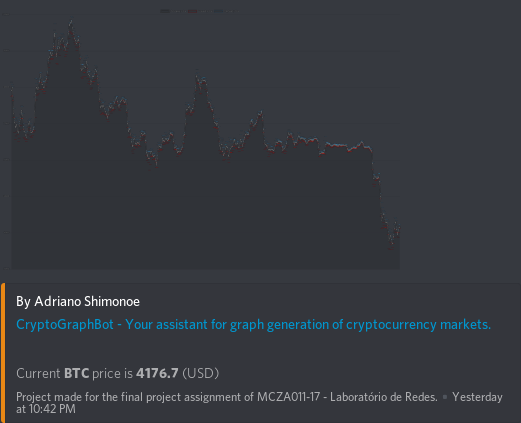 By Adriano Shimonoe
CryptoGraphBot - Your assistant for graph generation of cryptocurrency markets.
Current BTC price is 4176.7 (USD)
Project made for the final project assignment of MCZA011-17 - Laboratório de Redes. • Yesterday
at 10:42 PM